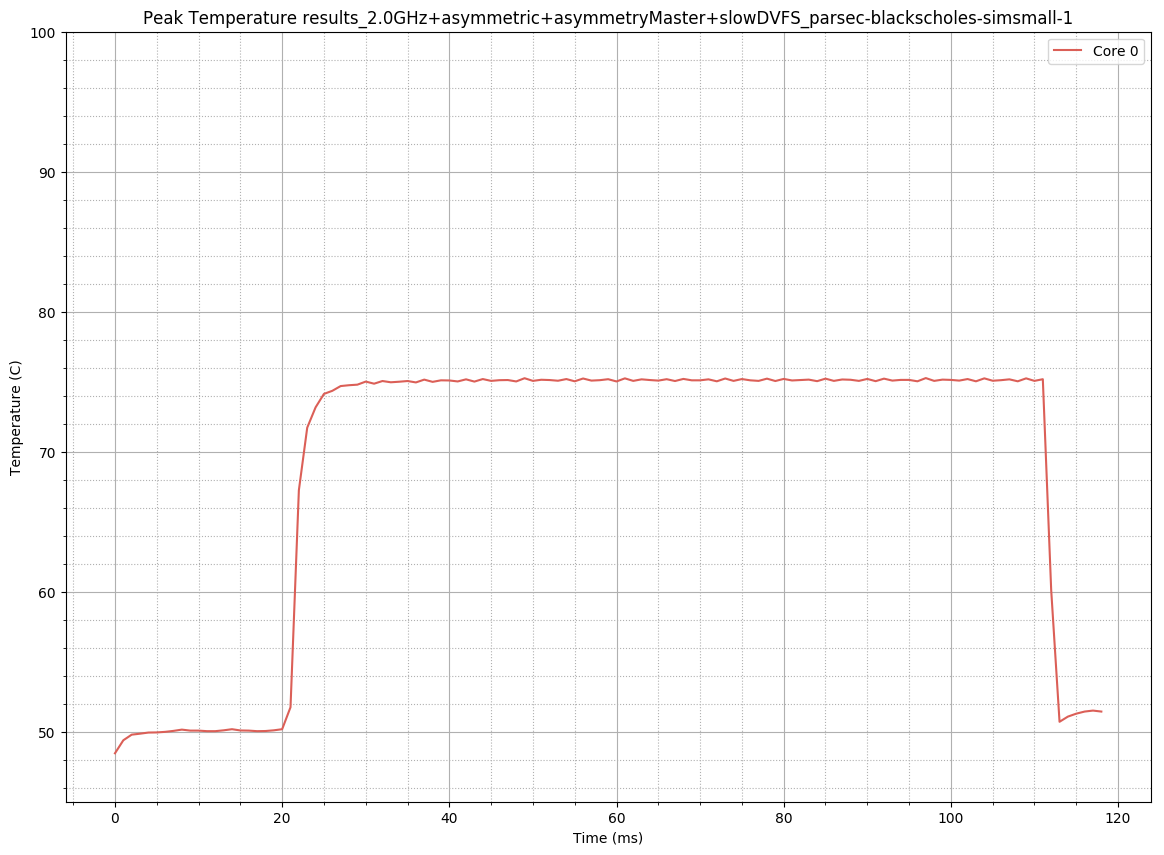 Peak Temperature results_2.0GHz+asymmetric+asymmetryMaster+slowDVFS_parsec-blackscholes-simsmall-1
Core 0
100
90
80
70
60
50
Temperature (C)
0 20 40 60 80 100 120
Time (ms)